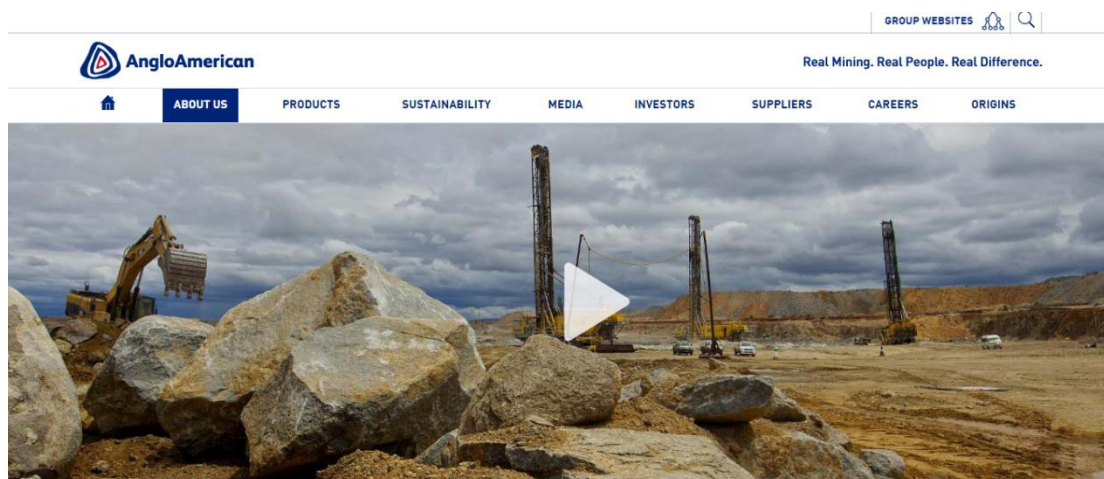 GROUP WEBSITES
AngloAmerican
Real Mining. Real People. Real Difference.
ABOUT US PRODUCTS SUSTAINABILITY MEDIA INVESTORS SUPPLIERS CAREERS ORIGINS